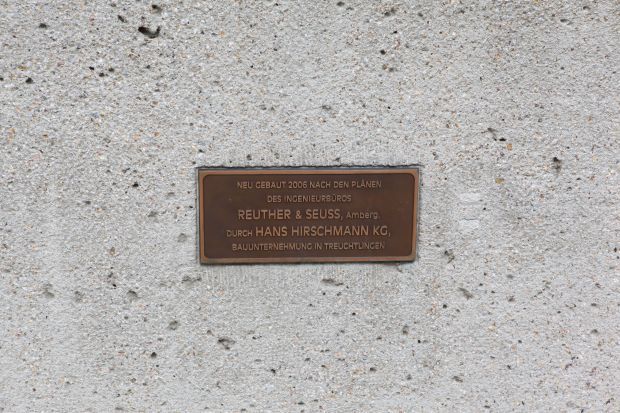 NEU GEBAUT 2006 NACH DEN PLÄNEN
DES INGENIEURBÜROS
REUTHER & SEUSS, Amberg,
DURCH HANS HIRSCHMANN KG,
BAUUNTERNEHMUNG IN TREUCHTLINGEN